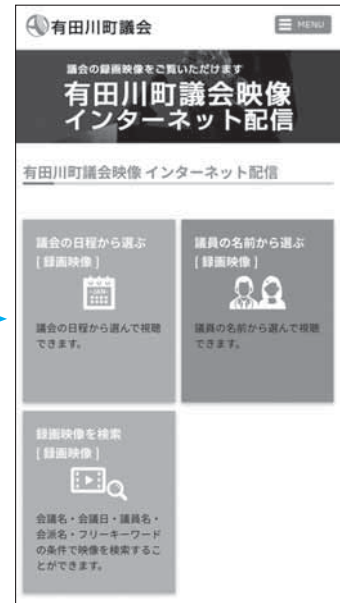 有田川町議会
MENU
議会の録画映像をご覧いただけます
有田川町議会映像
インターネット配信
有田川町議会映像 インターネット配信
議会の日程から選ぶ
[ 録画映像 ]
JAN
議会の日程から選んで視聴
できます。
議員の名前から選ぶ
[ 録画映像 ]
議員の名前から選んで視聴
できます。
録画映像を検索
[ 録画映像 ]
会議名・会議日・議員名・
会派名・フリーキーワード
の条件で映像を検索するこ
とができます。